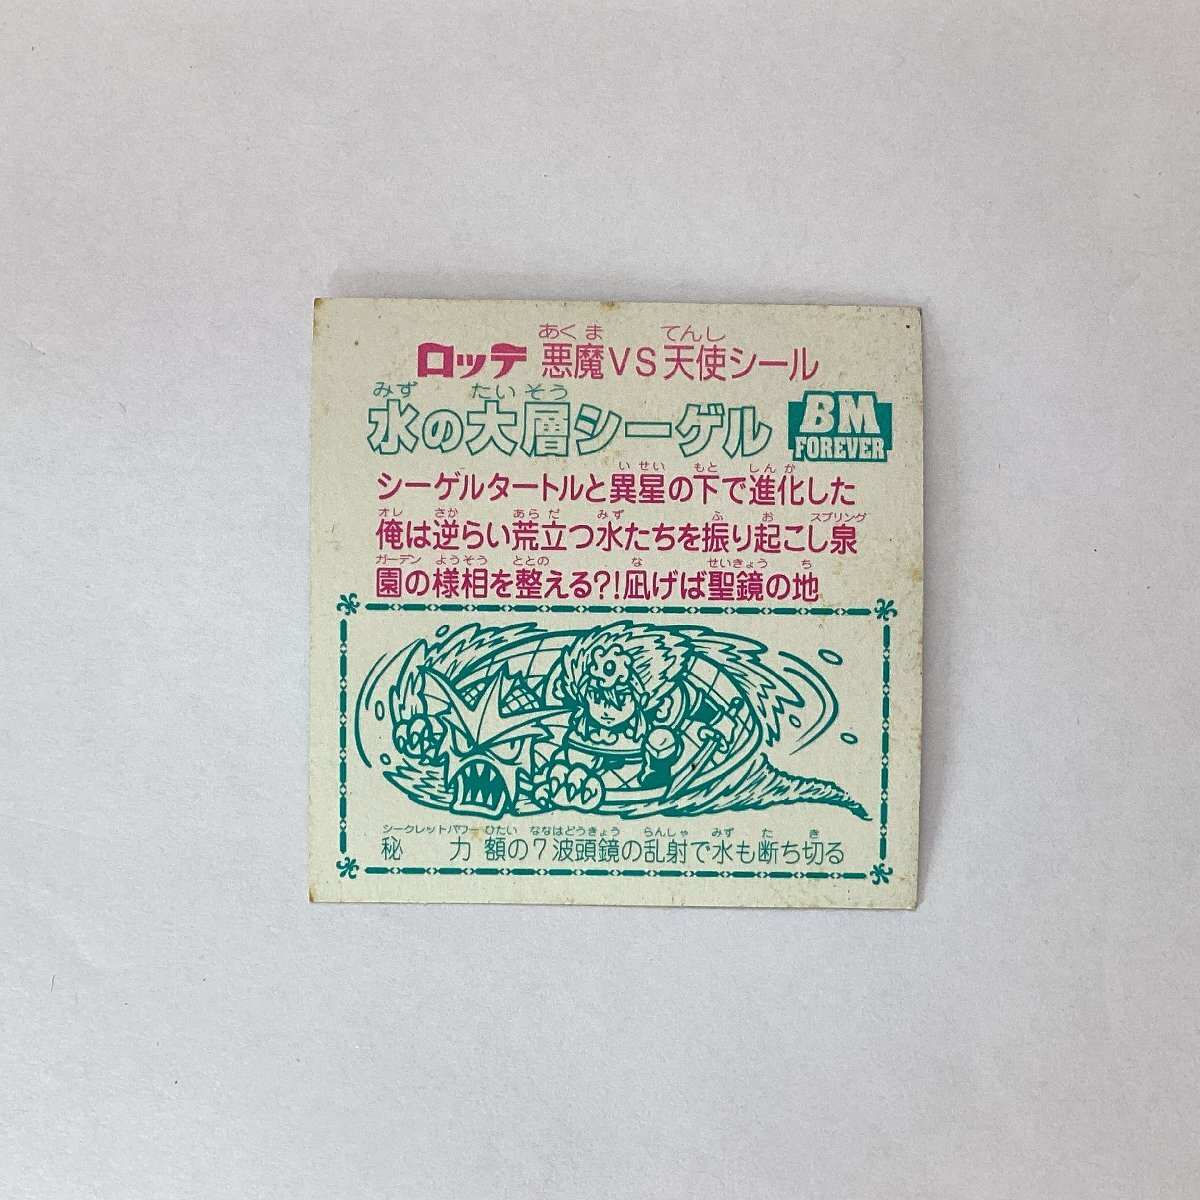 あくま てんし
ロッテ 悪魔VS天使シール
みず たいそう
水の大層シーゲル
BM
FOREVER
いせい もと しんか
シーゲルタートルと異星の下で進化した
オレ さか あらだ みず ふ お スプリング
俺は逆らい荒立つ水たちを振り起こし泉
ガーデン ようそう ととの な せいきょう ち
園の様相を整える?!凪げば聖鏡の地
シークレットパワー ひたい ななはどうきょう らんしゃ みず た き
秘力 額の7波頭鏡の乱射で水も断ち切る